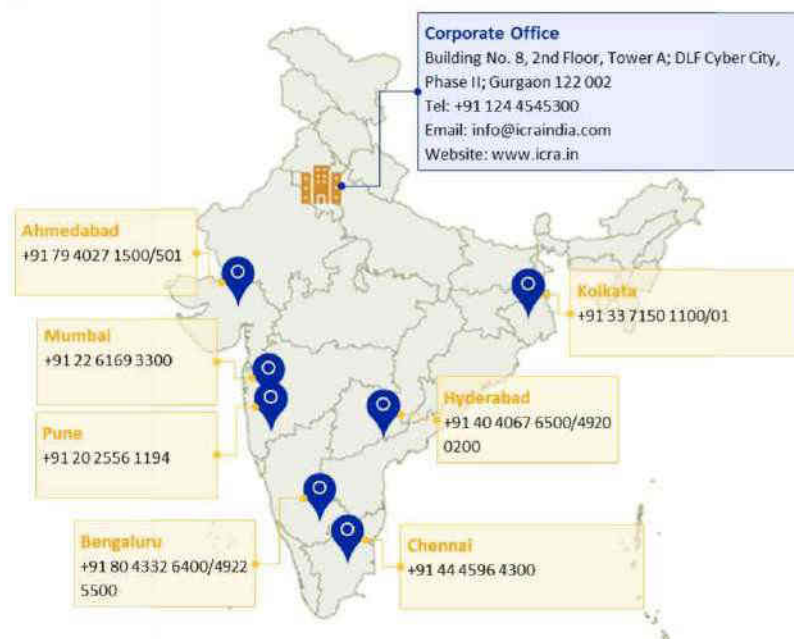 Corporate Office
Building No. 8, 2nd Floor, Tower A; DLF Cyber City,
Phase II; Gurgaon 122 002
Tel: +91 124 4545300
Email: info@icraindia.com
Website: www.icra.in
Ahmedabad
+91 79 4027 1500/501
Kolkata
+91 33 7150 1100/01
Mumbai
+91 22 6169 3300
Hyderabad
+91 40 4067 6500/4920
0200
Pune
+91 20 2556 1194
Bengaluru
+91 80 4332 6400/4922
5500
Chennai
+91 44 4596 4300